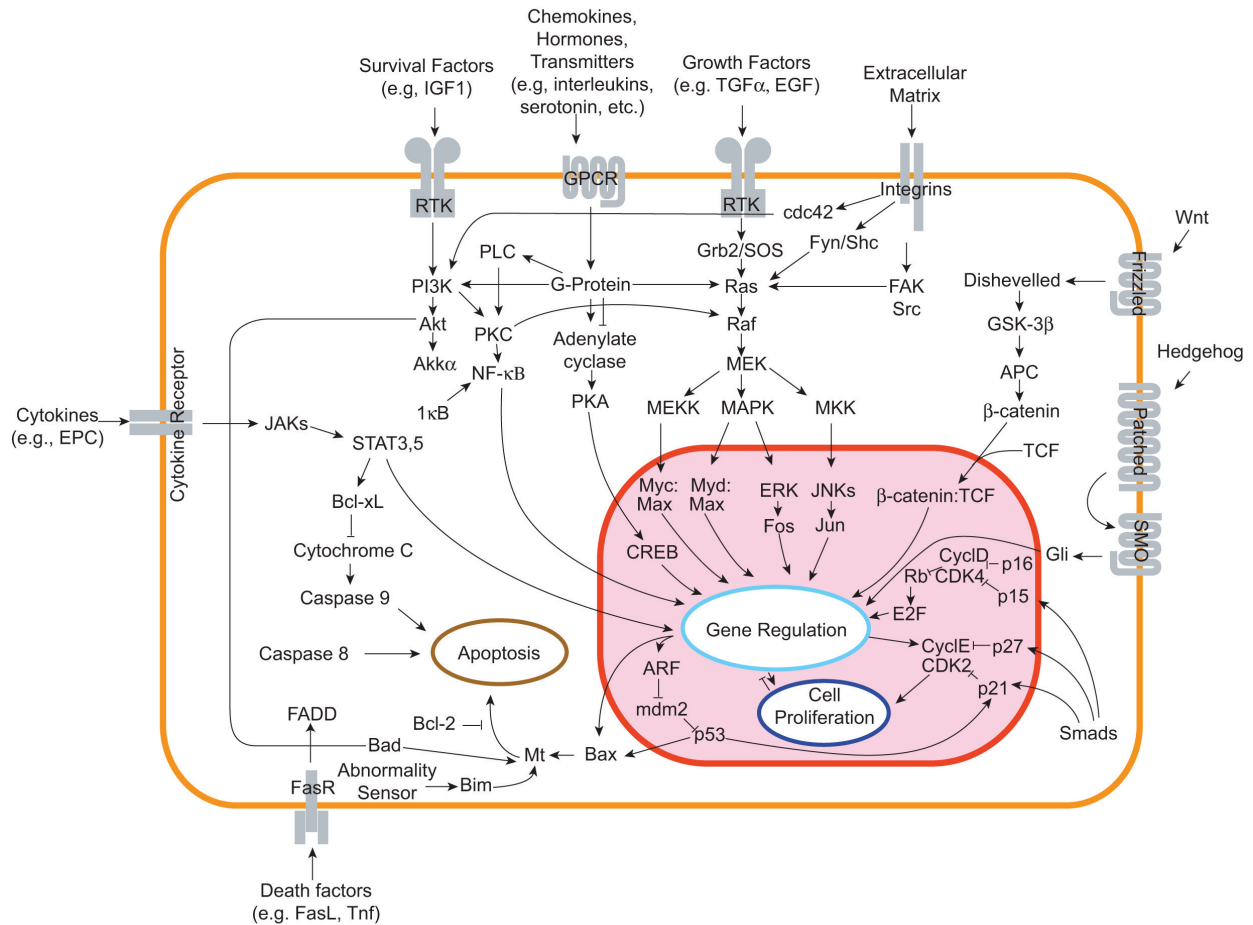 Chemokines,
Hormones,
Transmitters
(e.g, interleukins,
serotonin, etc.)
Survival Factors
(e.g, IGF1)
Growth Factors
(e.g. TGFα, EGF)
Extracellular
Matrix
GPCR
RTK
RTK
Integrins
cdc42
Wnt
Frizzled
PLC
Grb2/SOS
Fyn/Shc
PI3K
G-Protein
Ras
FAK
Src
Dishevelled
GSK-3β
Akt
PKC
Adenylate
cyclase
Raf
Akkα
NF-κB
MEK
APC
Hedgehog
Patched
1κB
PKA
MEKK
MAPK
MKK
β-catenin
TCF
Cytokines
(e.g., EPC)
Cytokine Receptor
JAKs
STAT3,5
Bcl-xL
Cytochrome C
Caspase 9
Myc:
Max
Myd:
Max
ERK
Fos
JNKs
Jun
β-catenin:TCF
CREB
SMO
Gli
CyclD
CDK4
p16
p15
Rb
E2F
Caspase 8
Apoptosis
Gene Regulation
CyclE
CDK2
p27
p21
ARF
mdm2
p53
Cell
Proliferation
Smads
FADD
Bcl-2
Bad
Mt
Bax
Abnormality
Sensor
Bim
FasR
Death factors
(e.g. FasL, Tnf)